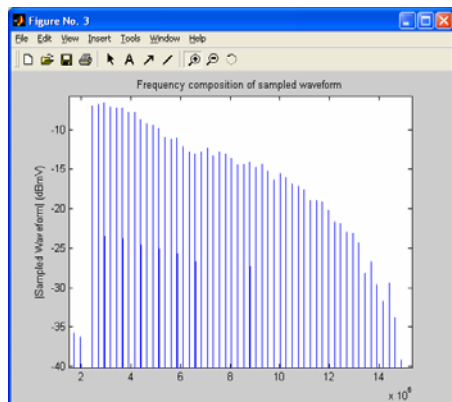 Figure No. 3
File Edit View Insert Tools Window Help
A
Frequency composition of sampled waveform
|Sampled Waveform| (dBmV)
-10
-15
-20
-25
-30
-35
-40
2 4 6 8 10 12 14
x 10^6